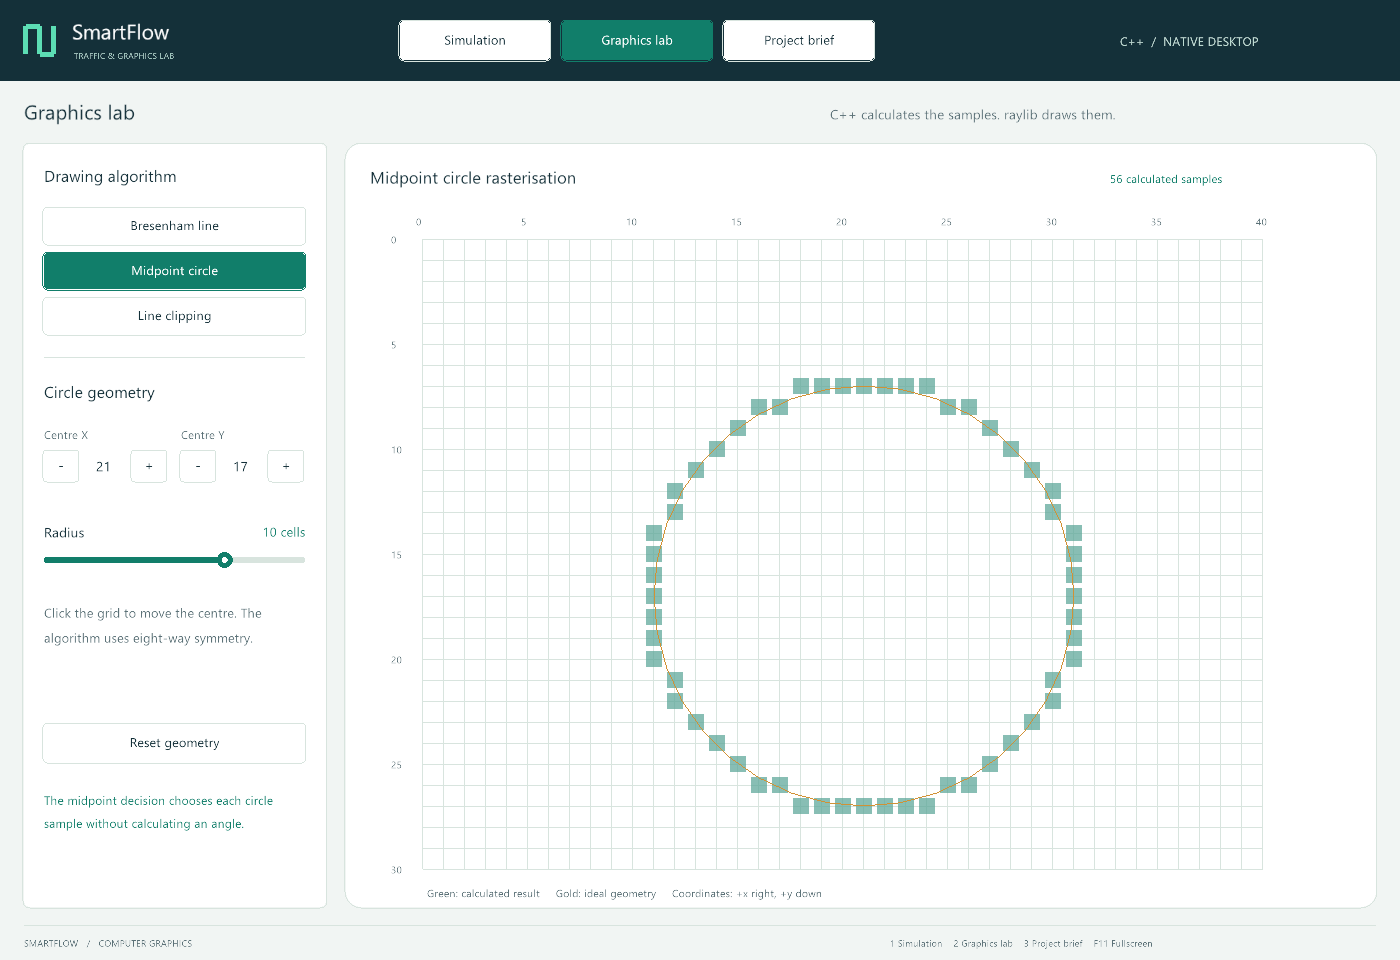 SmartFlow
TRAFFIC & GRAPHICS LAB
Simulation
Graphics lab
Project brief
C++ / NATIVE DESKTOP
Graphics lab
C++ calculates the samples. raylib draws them.
Drawing algorithm
Bresenham line
Midpoint circle
Line clipping
Circle geometry
Centre X
Centre Y
- 21 +
- 17 +
Radius
10 cells
Click the grid to move the centre. The
algorithm uses eight-way symmetry.
Reset geometry
The midpoint decision chooses each circle
sample without calculating an angle.
Midpoint circle rasterisation
56 calculated samples
0 5 10 15 20 25 30 35 40
0
5
10
15
20
25
30
Green: calculated result
Gold: ideal geometry
Coordinates: +x right, +y down
SMARTFLOW / COMPUTER GRAPHICS
1 Simulation 2 Graphics lab 3 Project brief F11 Fullscreen